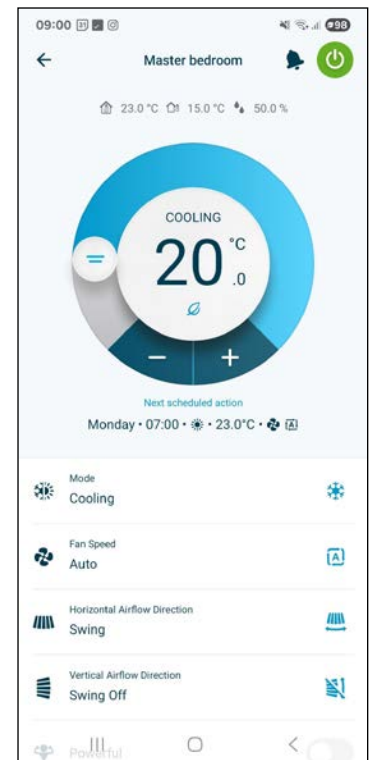 09:00 31 98
Master bedroom
23.0 °C 15.0 °C 50.0 %
COOLING
20.0 °C
− +
Next scheduled action
Monday • 07:00 • 23.0°C • A
Mode
Cooling
Fan Speed
Auto A
Horizontal Airflow Direction
Swing
Vertical Airflow Direction
Swing Off
Powerful